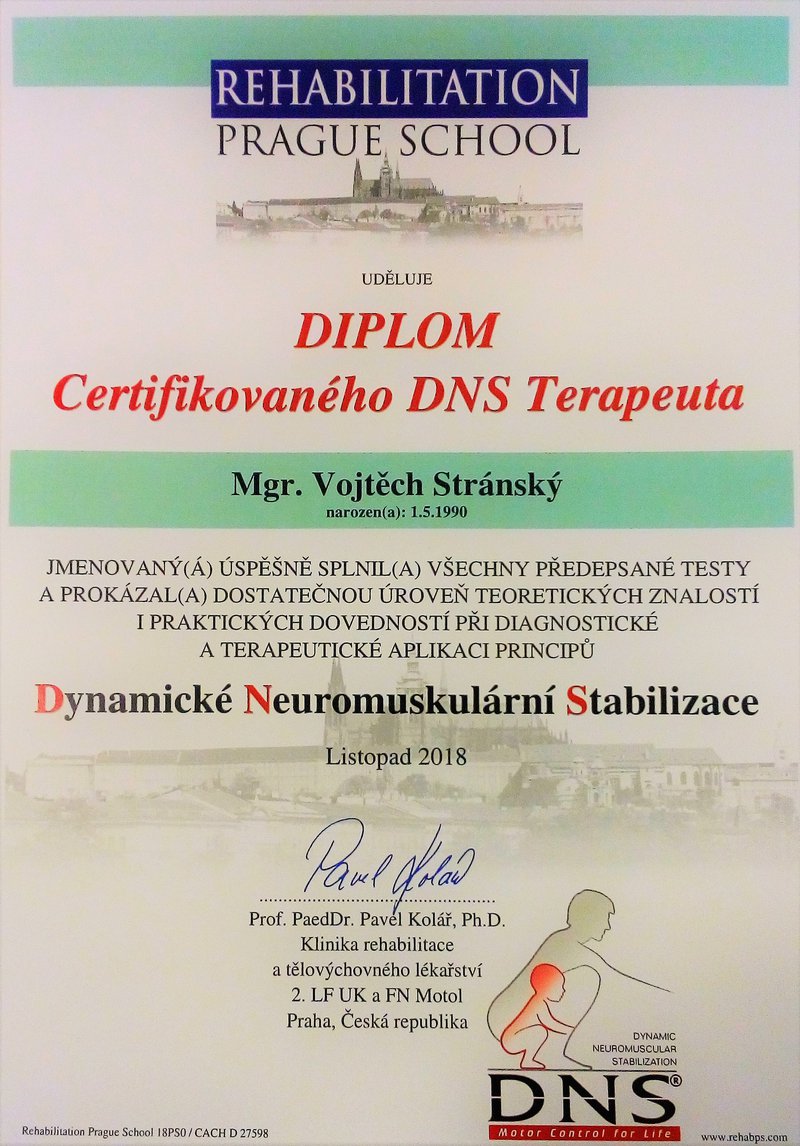 REHABILITATION
PRAGUE SCHOOL
UDĚLUJE
DIPLOM
Certifikovaného DNS Terapeuta
Mgr. Vojtěch Stránský
narozen(a): 1.5.1990
JMENOVANÝ(Á) ÚSPĚŠNĚ SPLNIL(A) VŠECHNY PŘEDEPSANÉ TESTY
A PROKÁZAL(A) DOSTATEČNOU ÚROVEŇ TEORETICKÝCH ZNALOSTÍ
I PRAKTICKÝCH DOVEDNOSTÍ PŘI DIAGNOSTICKÉ
A TERAPEUTICKÉ APLIKACI PRINCIPŮ
Dynamické Neuromuskulární Stabilizace
Listopad 2018
Pavel Kolář
Prof. PaedDr. Pavel Kolář, Ph.D.
Klinika rehabilitace
a tělovýchovného lékařství
2. LF UK a FN Motol
Praha, Česká republika
DYNAMIC
NEUROMUSCULAR
STABILIZATION
DNS®
Motor Control for Life
Rehabilitation Prague School 18PS0 / CACH D 27598
www.rehabps.com